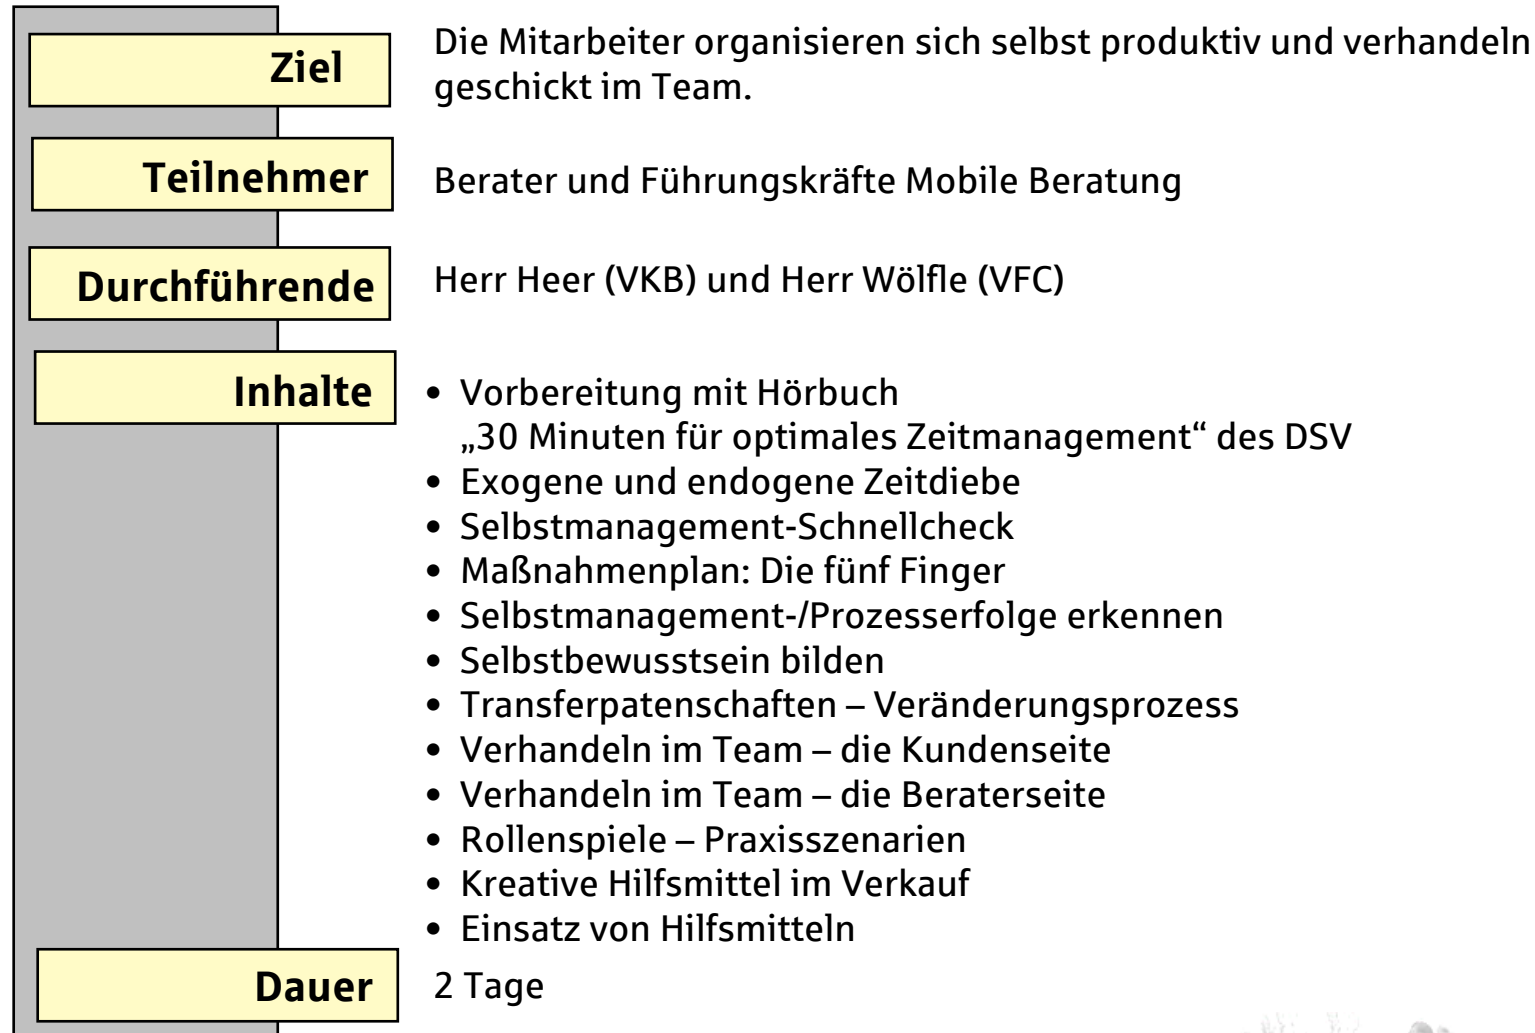 Ziel
Die Mitarbeiter organisieren sich selbst produktiv und verhandeln
geschickt im Team.
Teilnehmer
Berater und Führungskräfte Mobile Beratung
Durchführende
Herr Heer (VKB) und Herr Wölfle (VFC)
Inhalte
• Vorbereitung mit Hörbuch
„30 Minuten für optimales Zeitmanagement“ des DSV
• Exogene und endogene Zeitdiebe
• Selbstmanagement-Schnellcheck
• Maßnahmenplan: Die fünf Finger
• Selbstmanagement-/Prozesserfolge erkennen
• Selbstbewusstsein bilden
• Transferpatenschaften – Veränderungsprozess
• Verhandeln im Team – die Kundenseite
• Verhandeln im Team – die Beraterseite
• Rollenspiele – Praxisszenarien
• Kreative Hilfsmittel im Verkauf
• Einsatz von Hilfsmitteln
Dauer
2 Tage